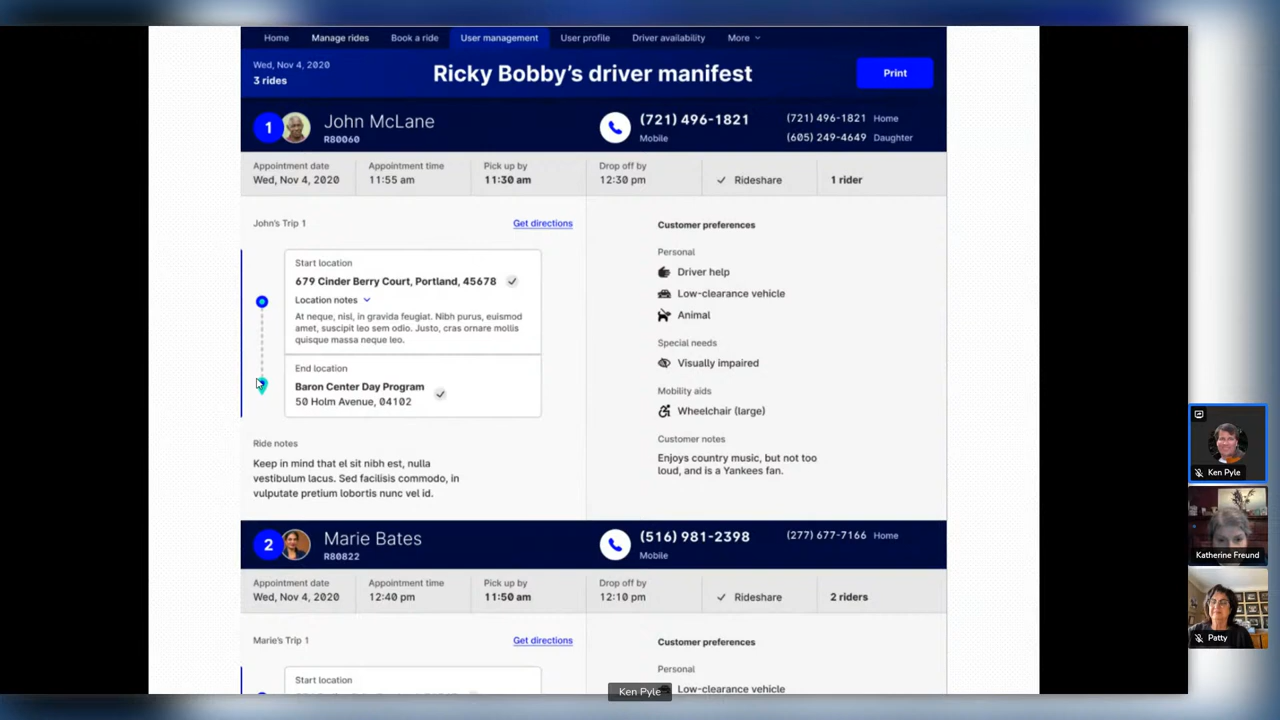 Home Manage rides Book a ride User management User profile Driver availability More
Wed, Nov 4, 2020
3 rides
Ricky Bobby's driver manifest
Print
1
John McLane
R80060
(721) 496-1821
Mobile
(721) 496-1821 Home
(605) 249-4649 Daughter
Appointment date
Wed, Nov 4, 2020
Appointment time
11:55 am
Pick up by
11:30 am
Drop off by
12:30 pm
Rideshare
1 rider
John's Trip 1
Get directions
Start location
679 Cinder Berry Court, Portland, 45678
Location notes
At neque, nisl, in gravida feugiat. Nibh purus, euismod
amet, suscipit leo sem odio. Justo, cras ornare mollis
quisque massa neque leo.
End location
Baron Center Day Program
50 Holm Avenue, 04102
Ride notes
Keep in mind that el sit nibh est, nulla
vestibulum lacus. Sed facilisis commodo, in
vulputate pretium lobortis nunc vel id.
Customer preferences
Personal
Driver help
Low-clearance vehicle
Animal
Special needs
Visually impaired
Mobility aids
Wheelchair (large)
Customer notes
Enjoys country music, but not too
loud, and is a Yankees fan.
2
Marie Bates
R80822
(516) 981-2398
Mobile
(277) 677-7166 Home
Appointment date
Wed, Nov 4, 2020
Appointment time
12:40 pm
Pick up by
11:50 am
Drop off by
12:10 pm
Rideshare
2 riders
Marie's Trip 1
Get directions
Start location
Customer preferences
Personal
Low-clearance vehicle
Ken Pyle
Ken Pyle
Katherine Freund
Patty